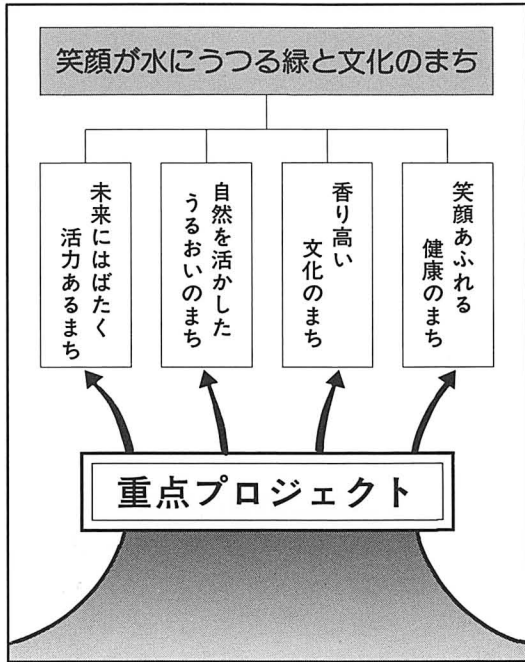 笑顔が水にうつる緑と文化のまち
笑顔あふれる
健康のまち
香り高い
文化のまち
自然を活かした
うるおいのまち
未来にはばたく
活力あるまち
重点プロジェクト